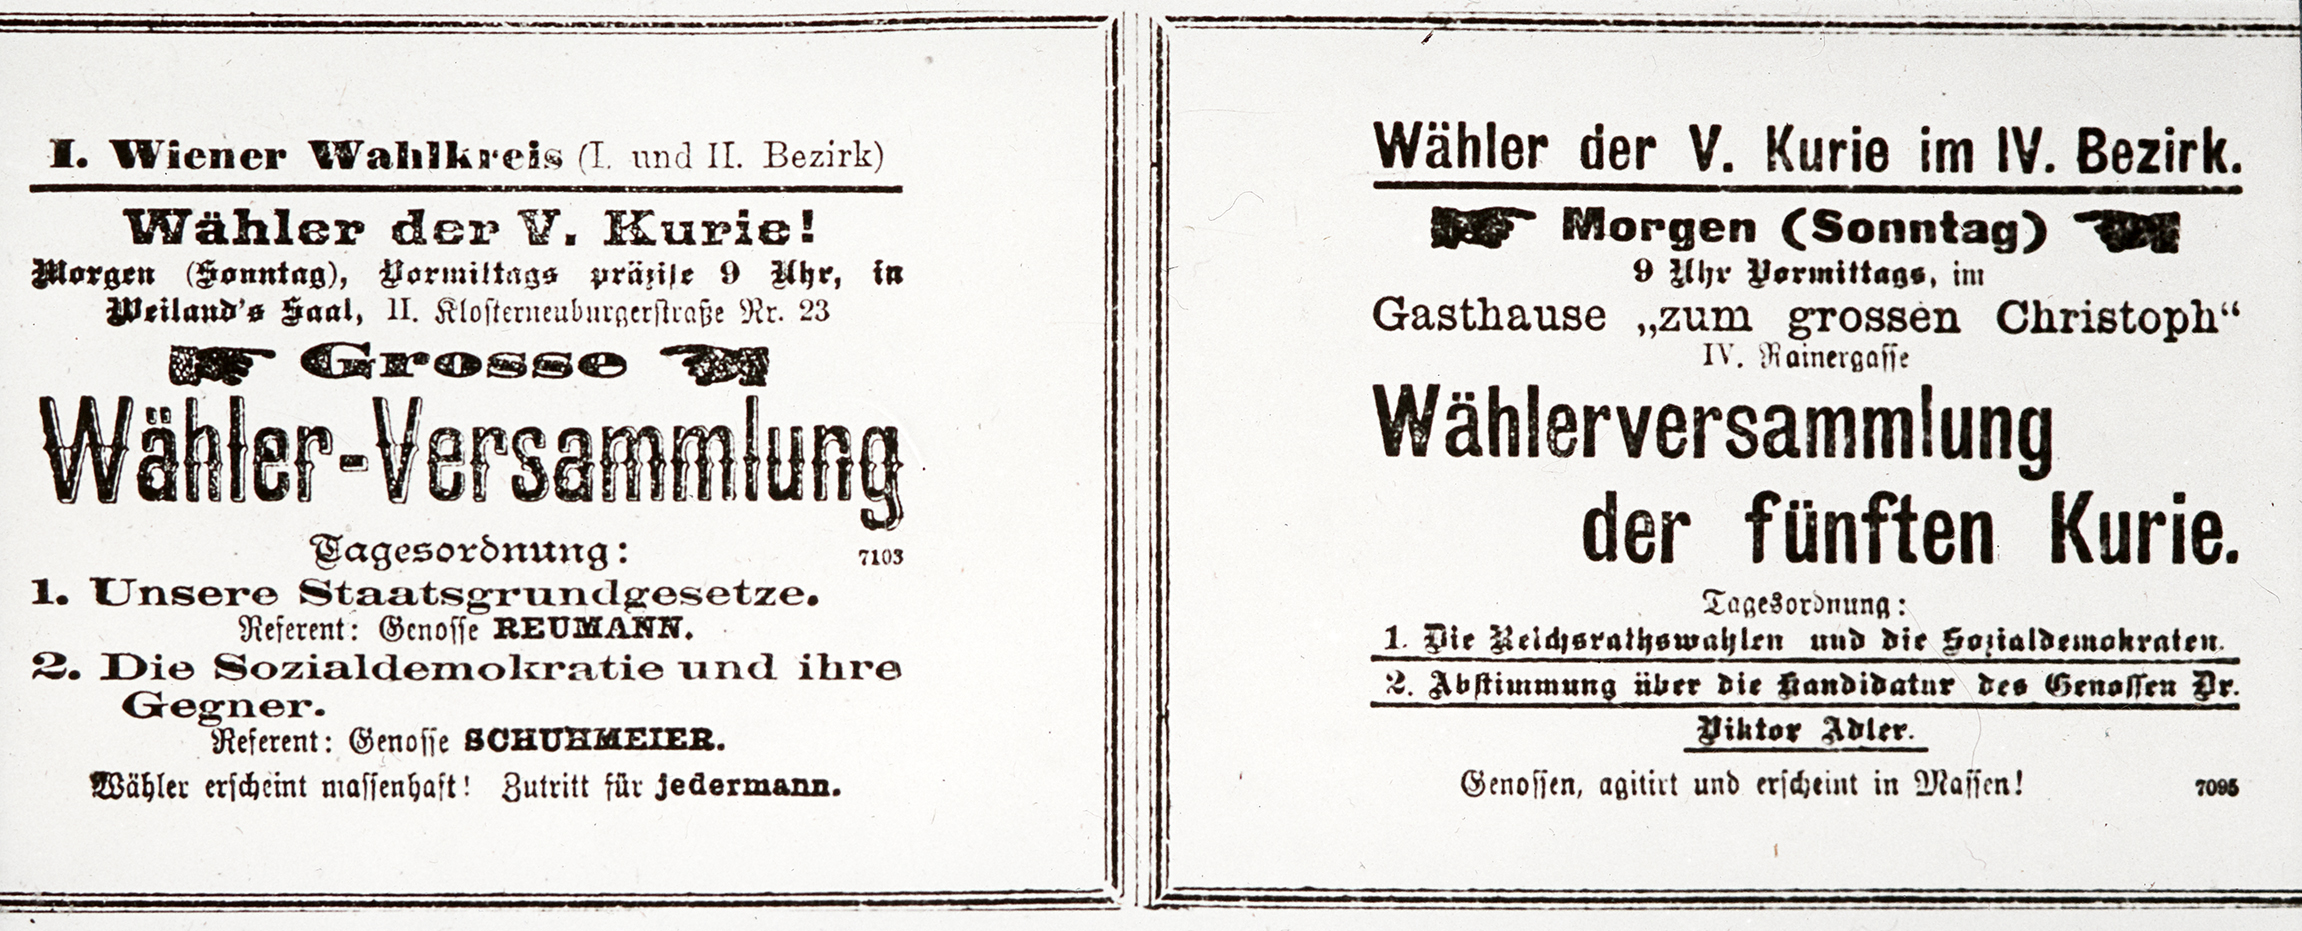 I. Wiener Wahlkreis (I. und II. Bezirk)
Wähler der V. Kurie!
Morgen (Sonntag), Vormittags präzise 9 Uhr, in
Weiland's Saal, II. Klosterneuburgerstraße Nr. 23
Grosse
Wähler-Versammlung
Tagesordnung:
7103
1. Unsere Staatsgrundgesetze.
Referent: Genosse REUMANN.
2. Die Sozialdemokratie und ihre
Gegner.
Referent: Genosse SCHUHMEIER.
Wähler erscheint massenhaft! Zutritt für jedermann.
Wähler der V. Kurie im IV. Bezirk.
Morgen (Sonntag)
9 Uhr Vormittags, im
Gasthause „zum grossen Christoph“
IV. Rainergasse
Wählerversammlung
der fünften Kurie.
Tagesordnung:
1. Die Reichsrathswahlen und die Sozialdemokraten.
2. Abstimmung über die Kandidatur des Genossen Dr.
Viktor Adler.
Genossen, agitirt und erscheint in Massen!
7095